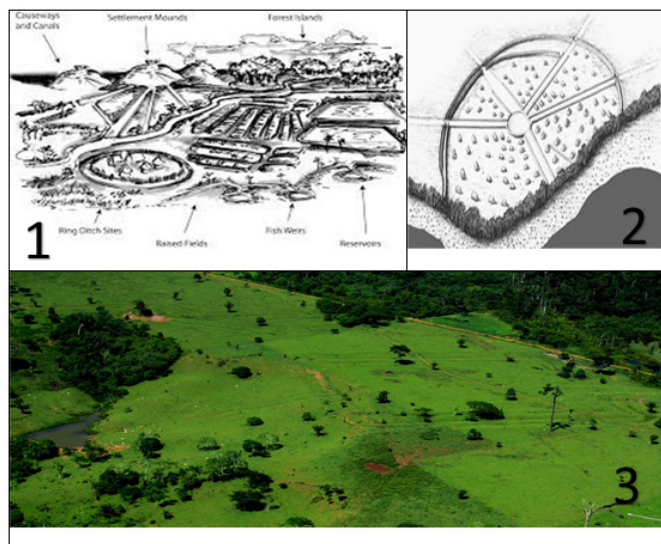 Causeways
and Canals
Settlement Mounds
Forest Islands
Ring Ditch Sites
Raised Fields
Fish Weirs
Reservoirs
1
2
3